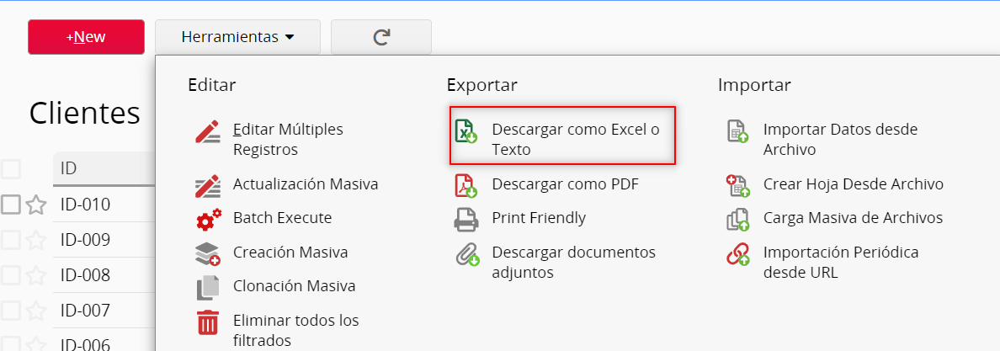 +New
Herramientas
Clientes
ID
ID-010
ID-009
ID-008
ID-007
ID-006
Editar
Editar Múltiples
Registros
Actualización Masiva
Batch Execute
Creación Masiva
Clonación Masiva
Eliminar todos los
filtrados
Exportar
Descargar como Excel o
Texto
Descargar como PDF
Print Friendly
Descargar documentos
adjuntos
Importar
Importar Datos desde
Archivo
Crear Hoja Desde Archivo
Carga Masiva de Archivos
Importación Periódica
desde URL